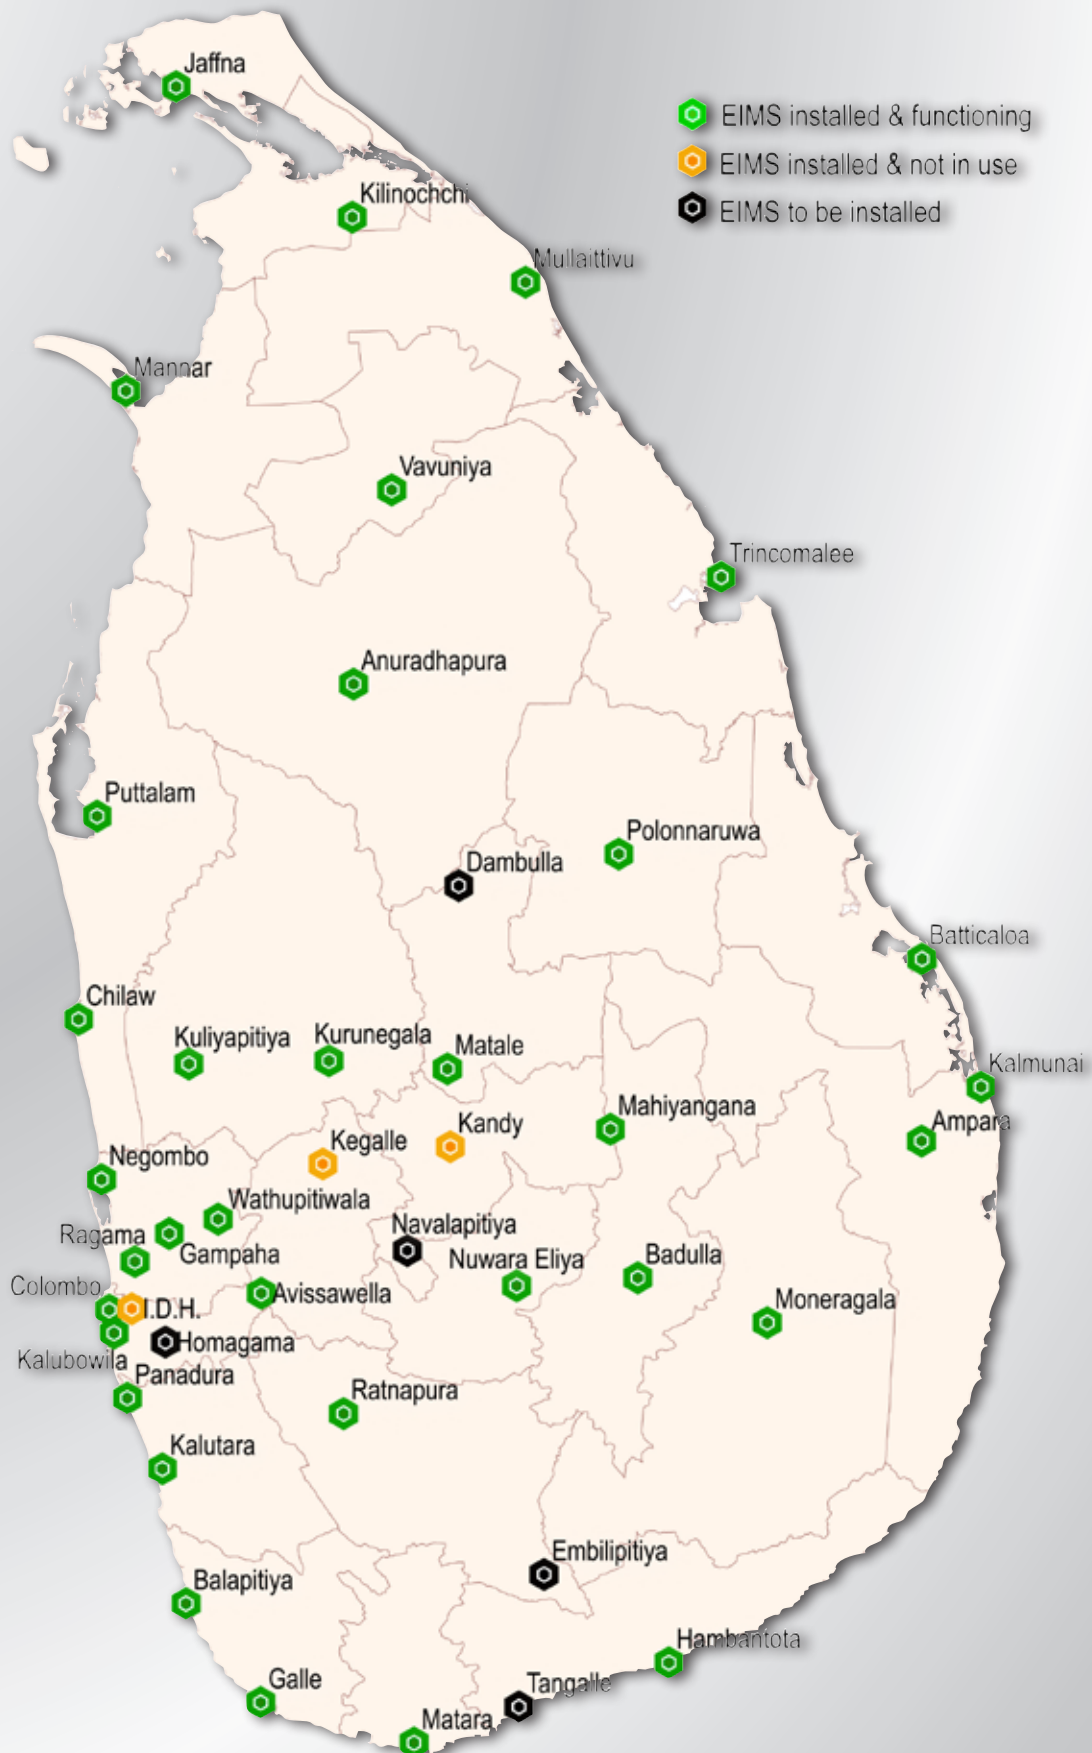 Jaffna
EIMS installed & functioning
EIMS installed & not in use
Kilinochchi
EIMS to be installed
Mullaittivu
Mannar
Vavuniya
Trincomalee
Anuradhapura
Puttalam
Polonnaruwa
Dambulla
Batticaloa
Chilaw
Kuliyapitiya
Kurunegala
Matale
Kalmunai
Mahiyangana
Ampara
Kandy
Kegalle
Negombo
Wathupitiwala
Navalapitiya
Ragama
Gampaha
Nuwara Eliya
Badulla
Colombo
Avissawella
Moneragala
I.D.H.
Homagama
Kalubowila
Panadura
Ratnapura
Kalutara
Embilipitiya
Balapitiya
Hambantota
Galle
Tangalle
Matara